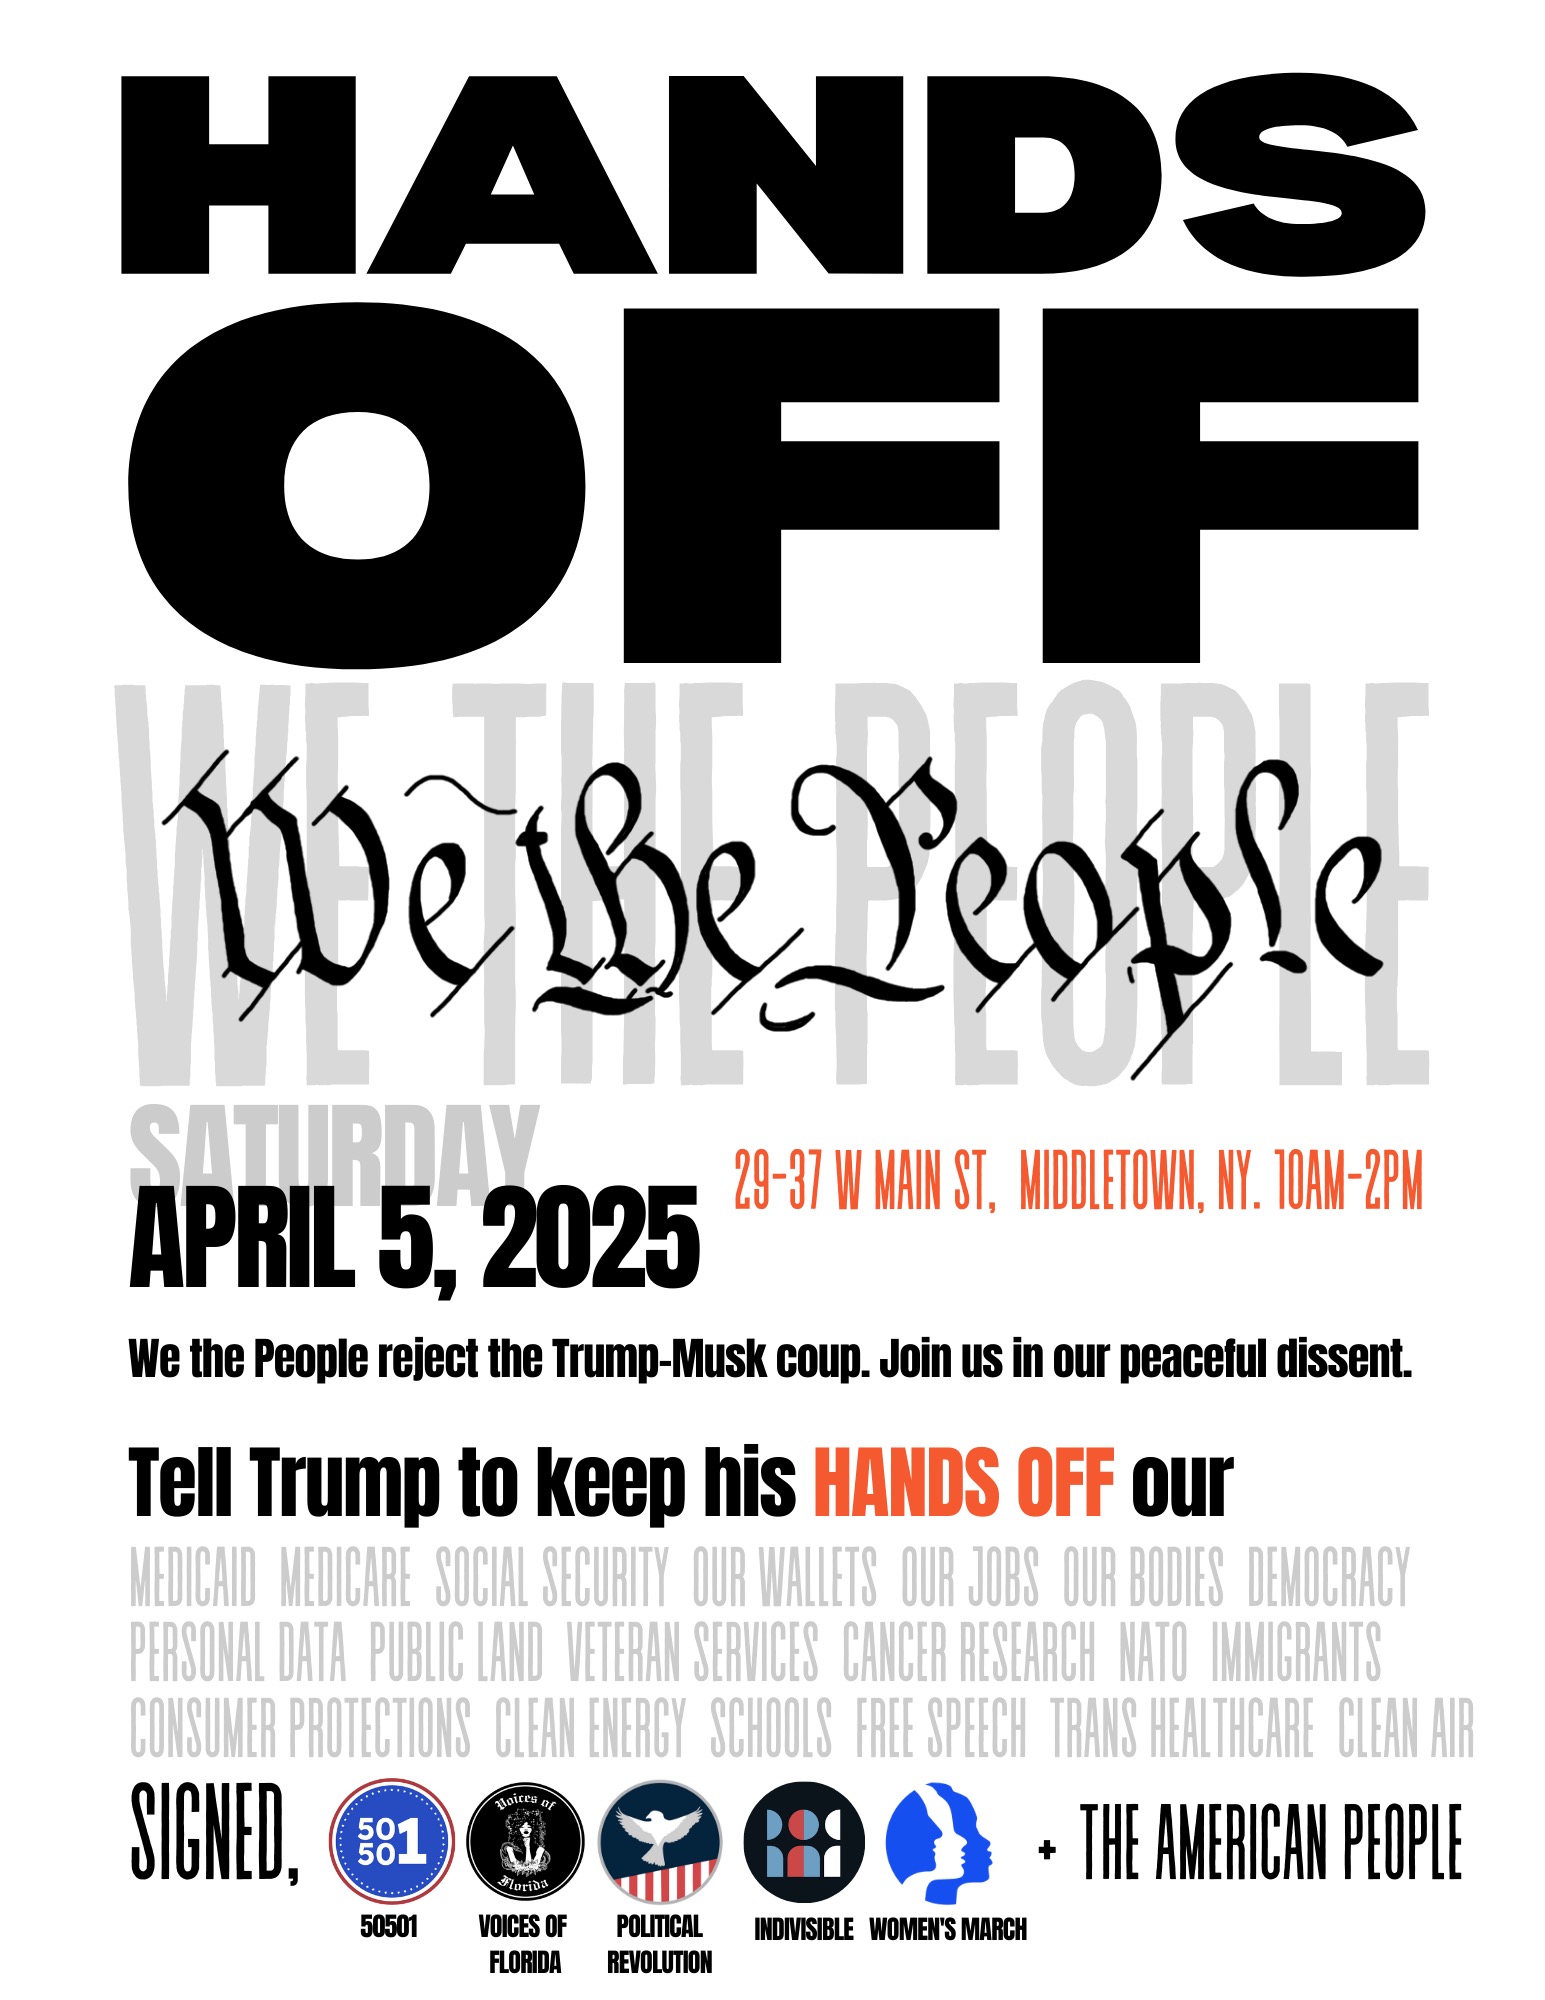 HANDS
OFF
WE THE PEOPLE
We the People
SATURDAY
APRIL 5, 2025
29-37 W MAIN ST, MIDDLETOWN, NY. 10AM-2PM
We the People reject the Trump-Musk coup. Join us in our peaceful dissent.
Tell Trump to keep his HANDS OFF our
MEDICAID MEDICARE SOCIAL SECURITY OUR WALLETS OUR JOBS OUR BODIES DEMOCRACY
PERSONAL DATA PUBLIC LAND VETERAN SERVICES CANCER RESEARCH NATO IMMIGRANTS
CONSUMER PROTECTIONS CLEAN ENERGY SCHOOLS FREE SPEECH TRANS HEALTHCARE CLEAN AIR
SIGNED,
50
501
Voices of
Florida
+ THE AMERICAN PEOPLE
50501
VOICES OF
FLORIDA
POLITICAL
REVOLUTION
INDIVISIBLE
WOMEN'S MARCH